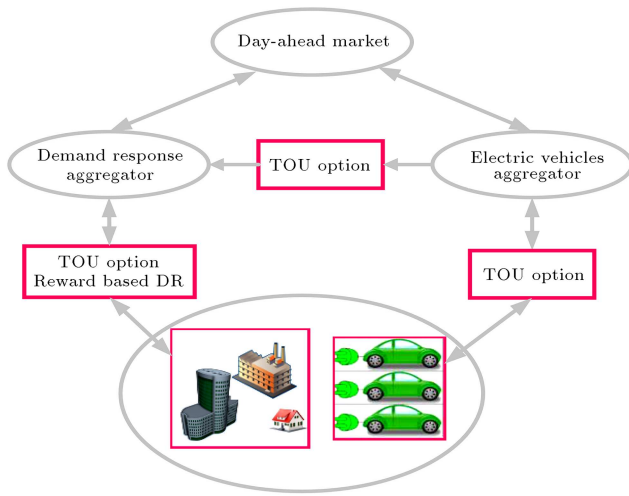 Day-ahead market
Demand response
aggregator
TOU option
Electric vehicles
aggregator
TOU option
Reward based DR
TOU option